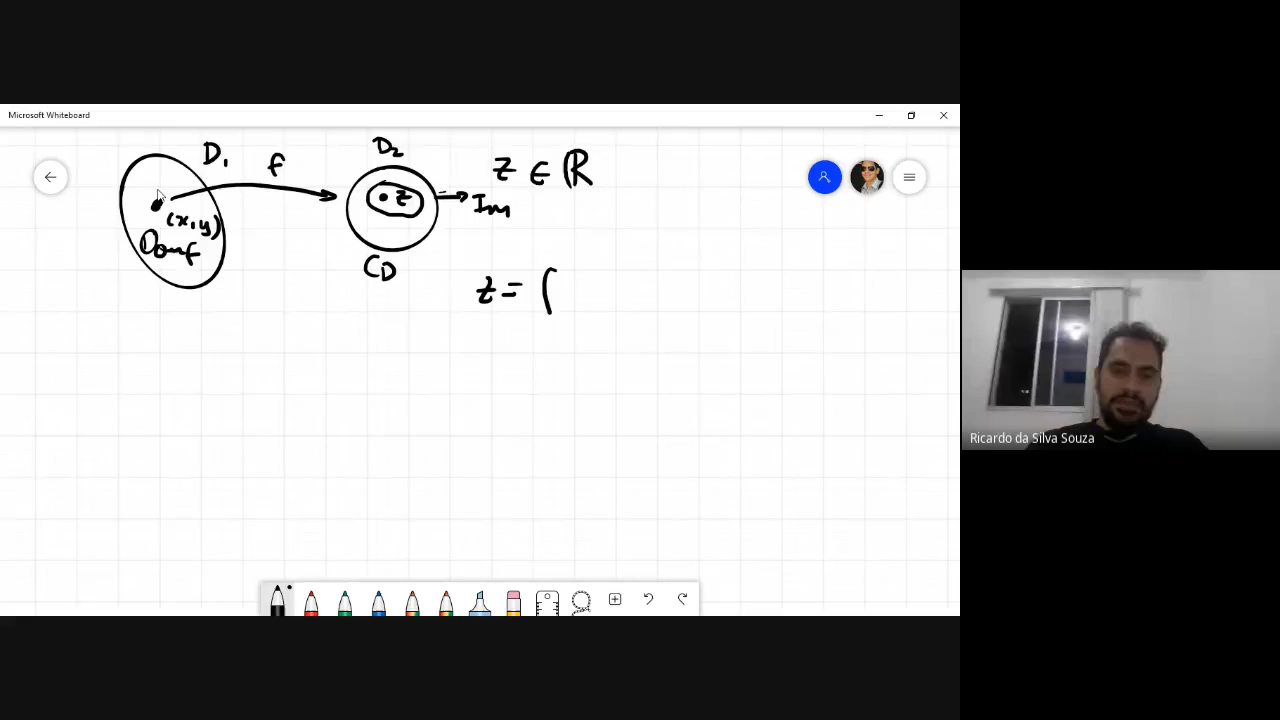 Microsoft Whiteboard
D₁
f
D₂
z ∈ ℝ
z
Im
(x,y)
Domf
CD
z = (
Ricardo da Silva Souza